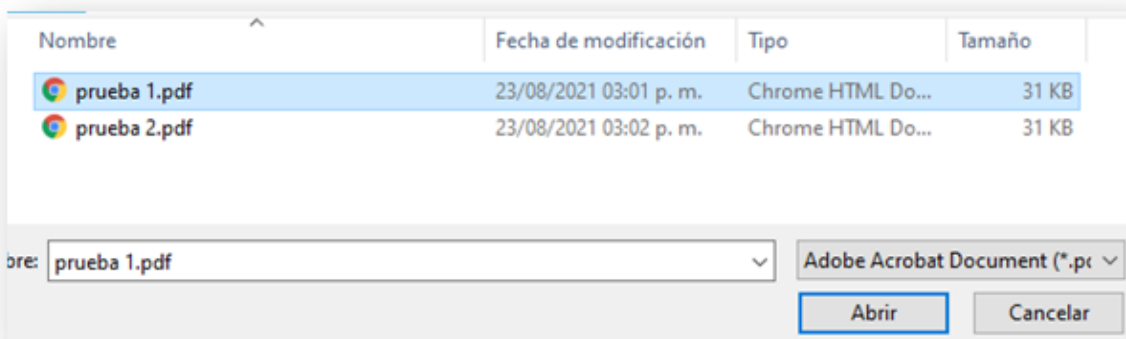 Nombre Fecha de modificación Tipo Tamaño
prueba 1.pdf 23/08/2021 03:01 p. m. Chrome HTML Do... 31 KB
prueba 2.pdf 23/08/2021 03:02 p. m. Chrome HTML Do... 31 KB
bre: prueba 1.pdf Adobe Acrobat Document (*.pd
Abrir Cancelar